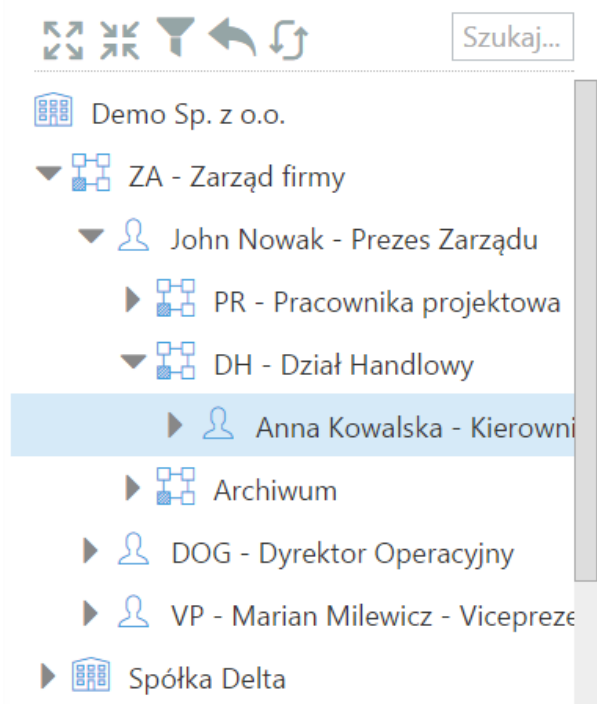 Szukaj...
Demo Sp. z o.o.
ZA - Zarząd firmy
John Nowak - Prezes Zarządu
PR - Pracownika projektowa
DH - Dział Handlowy
Anna Kowalska - Kierowni
Archiwum
DOG - Dyrektor Operacyjny
VP - Marian Milewicz - Vicepreze
Spółka Delta